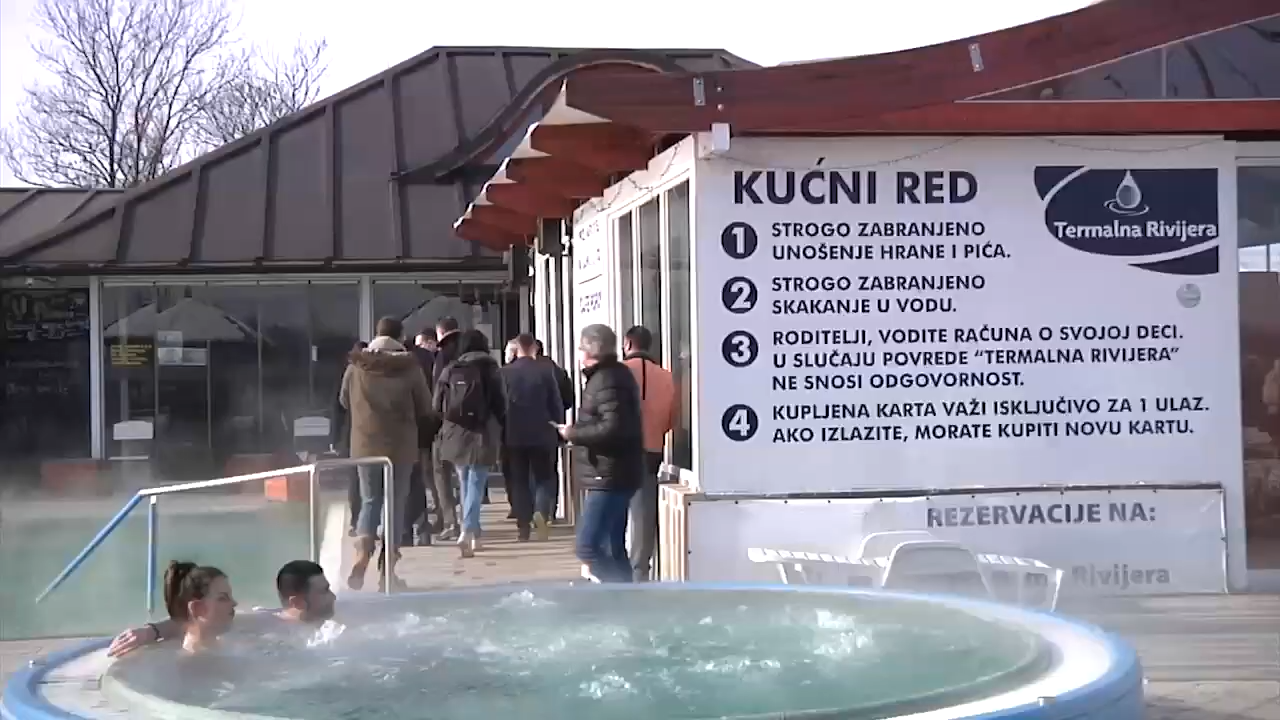 KUĆNI RED
Termalna Rivijera
1 STROGO ZABRANJENO
UNOŠENJE HRANE I PIĆA.
2 STROGO ZABRANJENO
SKAKANJE U VODU.
3 RODITELJI, VODITE RAČUNA O SVOJOJ DECI.
U SLUČAJU POVREDE “TERMALNA RIVIJERA”
NE SNOSI ODGOVORNOST.
4 KUPLJENA KARTA VAŽI ISKLJUČIVO ZA 1 ULAZ.
AKO IZLAZITE, MORATE KUPITI NOVU KARTU.
REZERVACIJE NA:
Rivijera